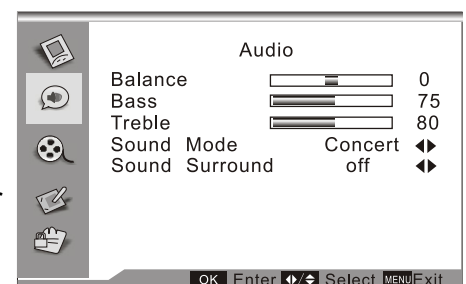 Audio
Balance 0
Bass 75
Treble 80
Sound Mode Concert
Sound Surround off
OK Enter Select MENU Exit